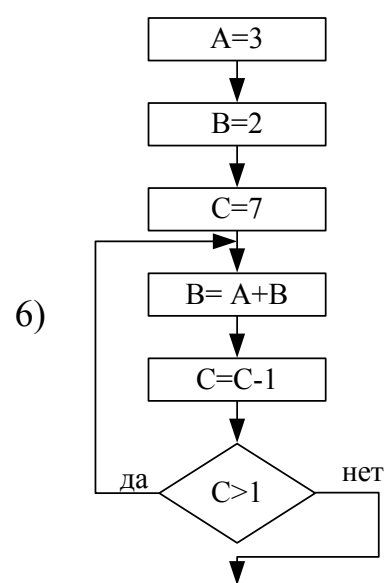 A=3
B=2
C=7
6)
B= A+B
C=C-1
да
C>1
нет